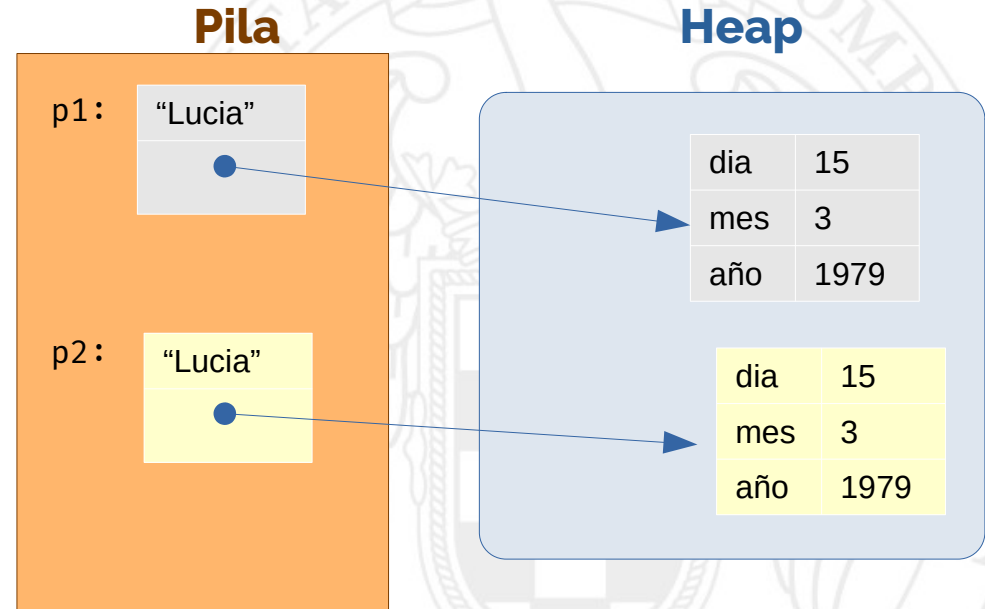 Pila
Heap
p1:
“Lucia”
dia 15
mes 3
año 1979
p2:
“Lucia”
dia 15
mes 3
año 1979